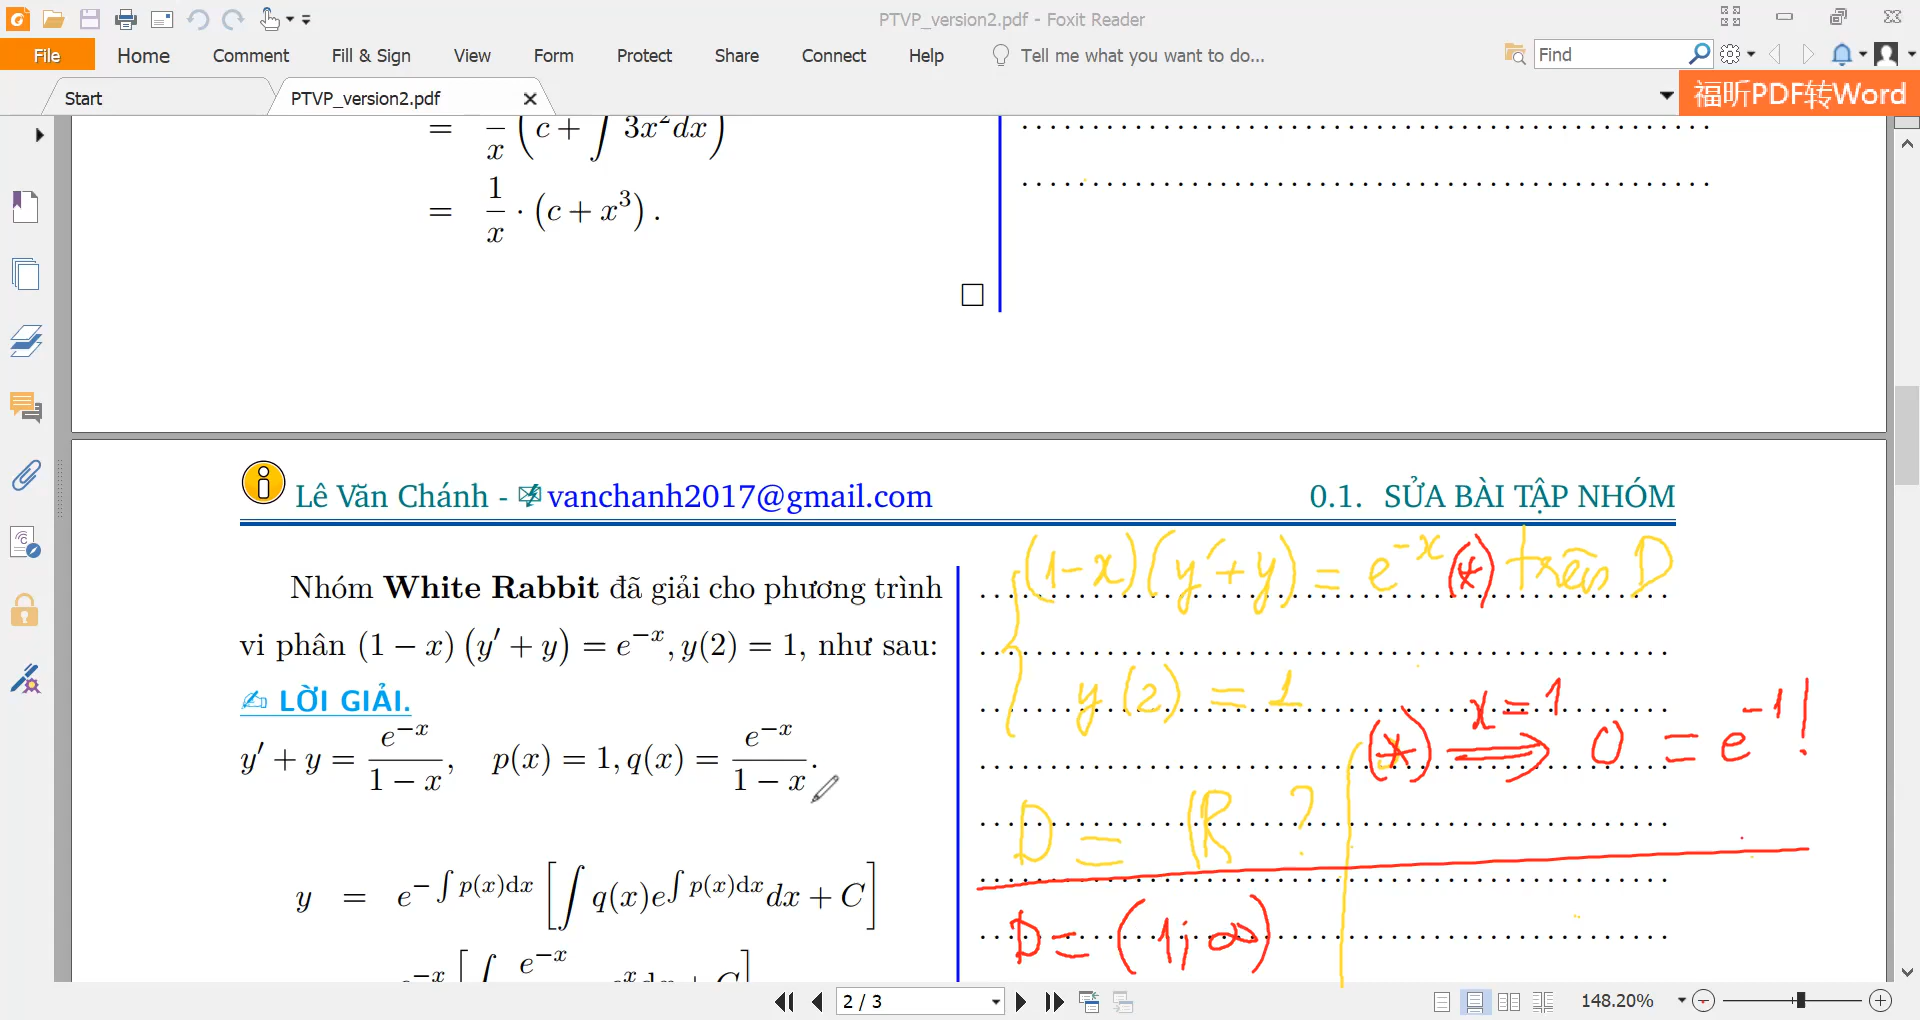 PTVP_version2.pdf - Foxit Reader
File Home Comment Fill & Sign View Form Protect Share Connect Help Tell me what you want to do... Find
Start PTVP_version2.pdf 福昕PDF转Word
= —/x (c + ∫ 3x²dx)
= 1/x · (c + x³) .
□
Lê Văn Chánh - vanchanh2017@gmail.com 0.1. SỬA BÀI TẬP NHÓM
Nhóm White Rabbit đã giải cho phương trình
vi phân (1 − x) (y′ + y) = e^{−x}, y(2) = 1, như sau:
LỜI GIẢI.
y′ + y = e^{−x}/(1 − x), p(x) = 1, q(x) = e^{−x}/(1 − x).
y = e^{−∫p(x)dx} [∫ q(x)e^{∫p(x)dx}dx + C]
(1−x)(y′+y) = e^{−x} (*) trên D
y(2) = 1
(*) x=1 ⟹ 0 = e^{−1} !
D = ℝ ?
D = (1; ∞)
2 / 3 148.20%